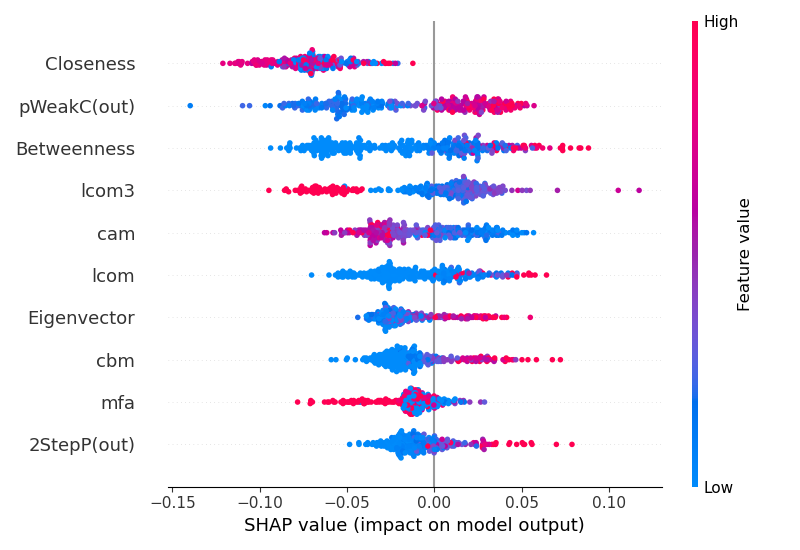 High
Closeness
pWeakC(out)
Betweenness
lcom3
cam
lcom
Eigenvector
cbm
mfa
2StepP(out)
Feature value
Low
−0.15 −0.10 −0.05 0.00 0.05 0.10
SHAP value (impact on model output)